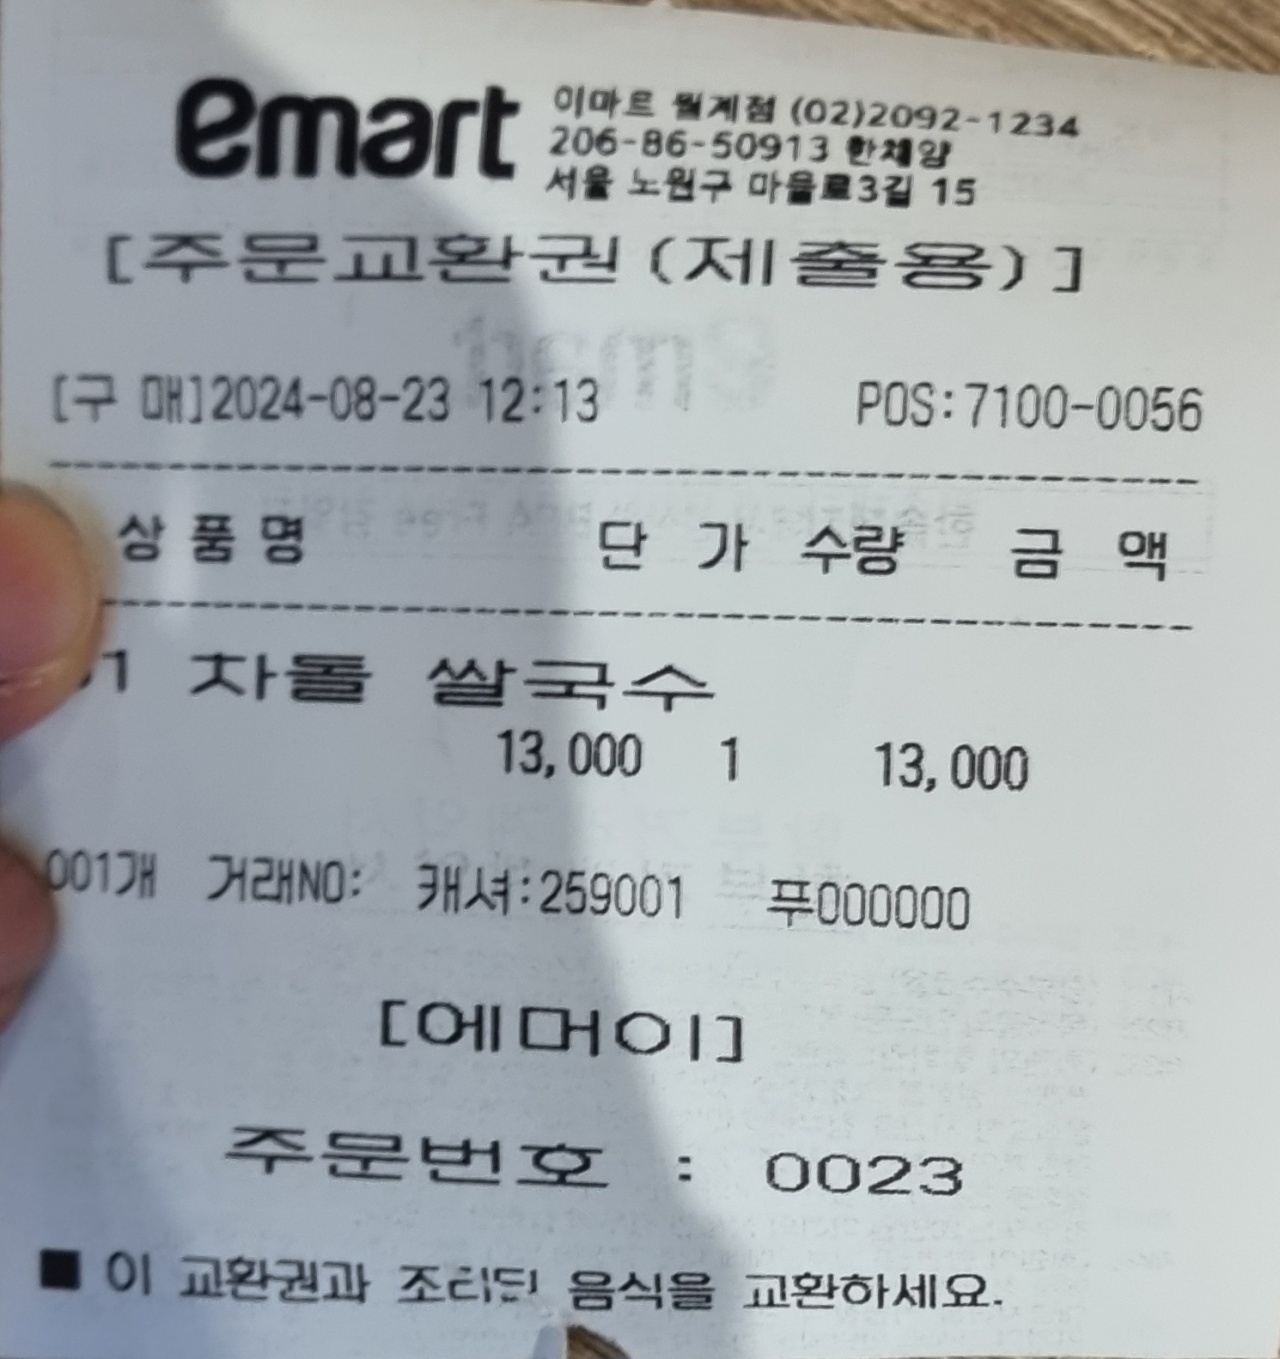 emart
이마트 월계점 (02)2092-1234
206-86-50913 한채양
서울 노원구 마들로3길 15
[주문교환권(제출용)]
[구 매]2024-08-23 12:13 POS:7100-0056
상 품 명 단 가 수량 금 액
01 차돌 쌀국수
13,000 1 13,000
001개 거래NO: 캐셔:259001 푸000000
[에머이]
주문번호 : 0023
■ 이 교환권과 조리된 음식을 교환하세요.